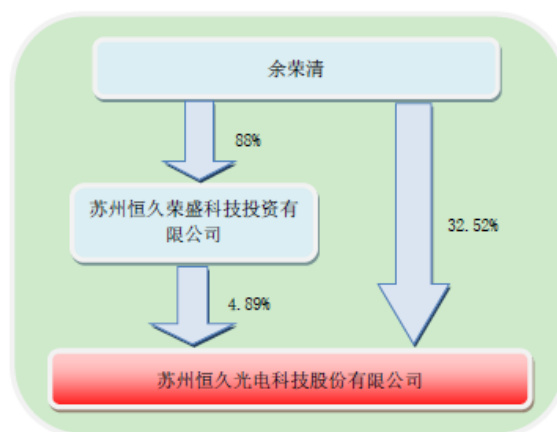 余荣清
88%
苏州恒久荣盛科技投资有
限公司
32.52%
4.89%
苏州恒久光电科技股份有限公司